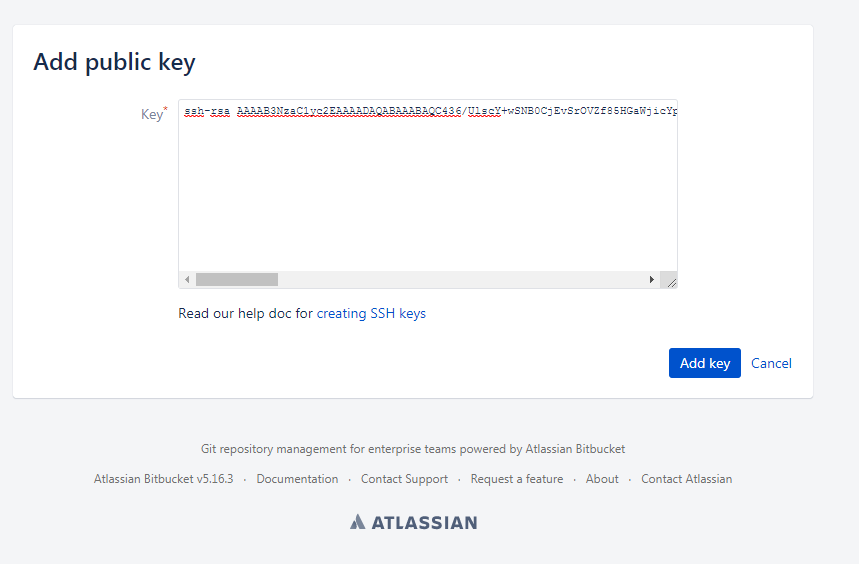 Add public key
Key*
ssh-rsa AAAAB3NzaC1yc2EAAAADAQABAAABAQC436/UlscY+wSNB0CjEvSrOVZf85HGaWjicYp
Read our help doc for creating SSH keys
Add key Cancel
Git repository management for enterprise teams powered by Atlassian Bitbucket
Atlassian Bitbucket v5.16.3 · Documentation · Contact Support · Request a feature · About · Contact Atlassian
ATLASSIAN